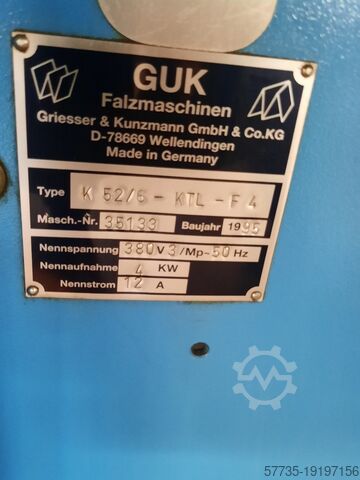 GUK
Falzmaschinen
Griesser & Kunzmann GmbH & Co.KG
D-78669 Wellendingen
Made in Germany
Type K 52/6 - KTL - F 4
Masch.-Nr. 35133 Baujahr 1995
Nennspannung 380V 3/Mp~50 Hz
Nennaufnahme 4 KW
Nennstrom 12 A
57735-19197156